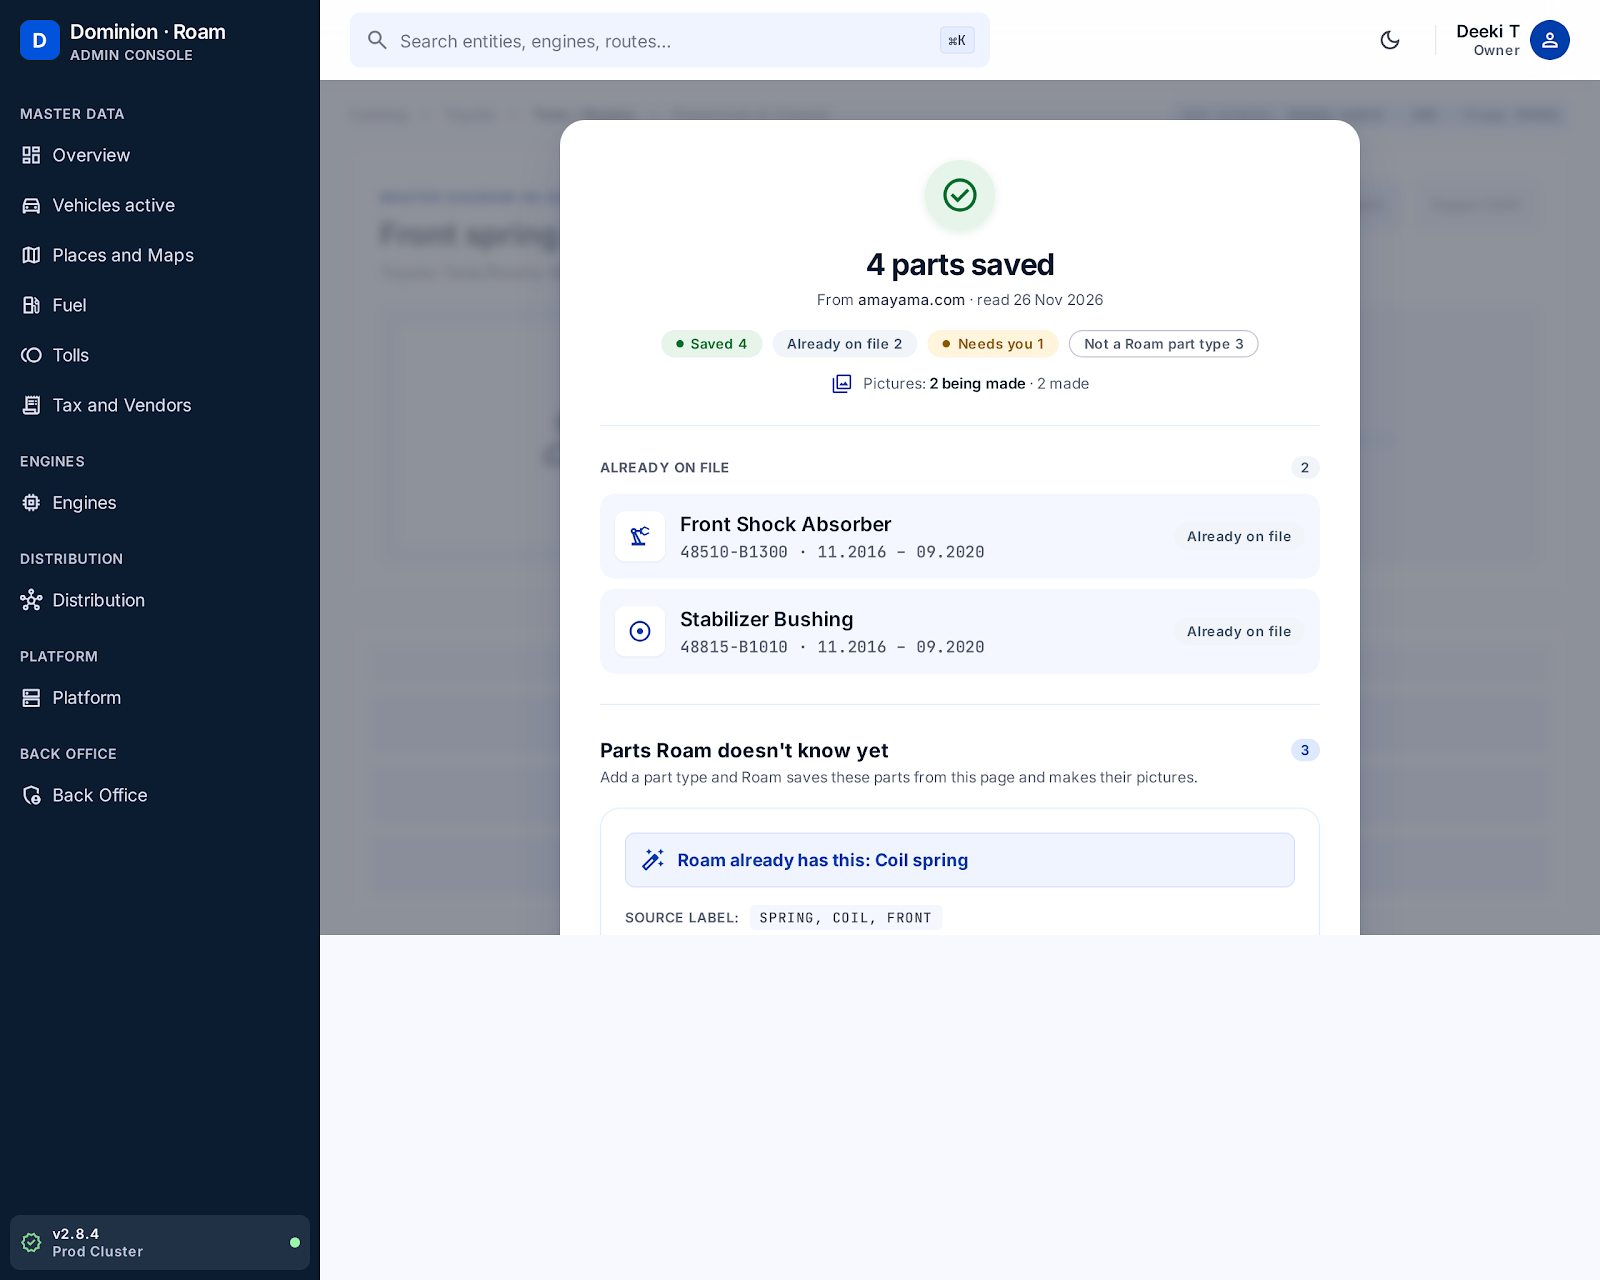 D
Dominion · Roam
ADMIN CONSOLE
Search entities, engines, routes...
⌘K
Deeki T
Owner
MASTER DATA
Overview
Vehicles active
Places and Maps
Fuel
Tolls
Tax and Vendors
ENGINES
Engines
DISTRIBUTION
Distribution
PLATFORM
Platform
BACK OFFICE
Back Office
v2.8.4
Prod Cluster
Front spring
4 parts saved
From amayama.com · read 26 Nov 2026
Saved 4
Already on file 2
Needs you 1
Not a Roam part type 3
Pictures: 2 being made · 2 made
ALREADY ON FILE
2
Front Shock Absorber
48510-B1300 · 11.2016 – 09.2020
Already on file
Stabilizer Bushing
48815-B1010 · 11.2016 – 09.2020
Already on file
Parts Roam doesn't know yet
3
Add a part type and Roam saves these parts from this page and makes their pictures.
Roam already has this: Coil spring
SOURCE LABEL: SPRING, COIL, FRONT